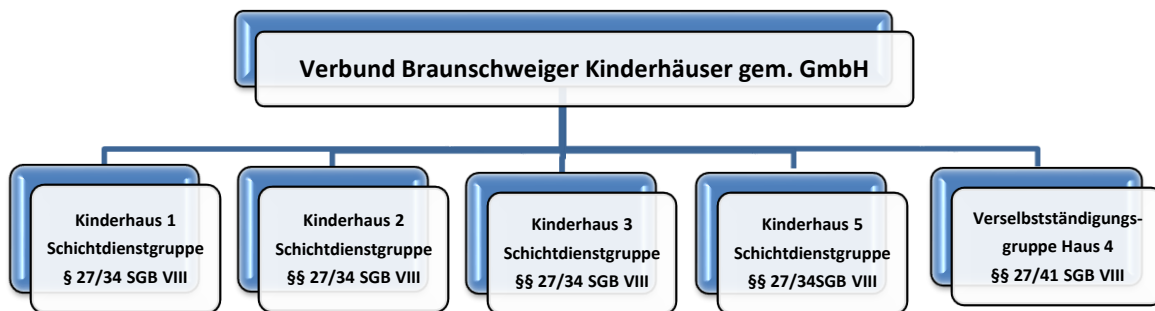 Verbund Braunschweiger Kinderhäuser gem. GmbH
Kinderhaus 1
Schichtdienstgruppe
§ 27/34 SGB VIII
Kinderhaus 2
Schichtdienstgruppe
§§ 27/34 SGB VIII
Kinderhaus 3
Schichtdienstgruppe
§§ 27/34 SGB VIII
Kinderhaus 5
Schichtdienstgruppe
§§ 27/34SGB VIII
Verselbstständigungs-
gruppe Haus 4
§§ 27/41 SGB VIII